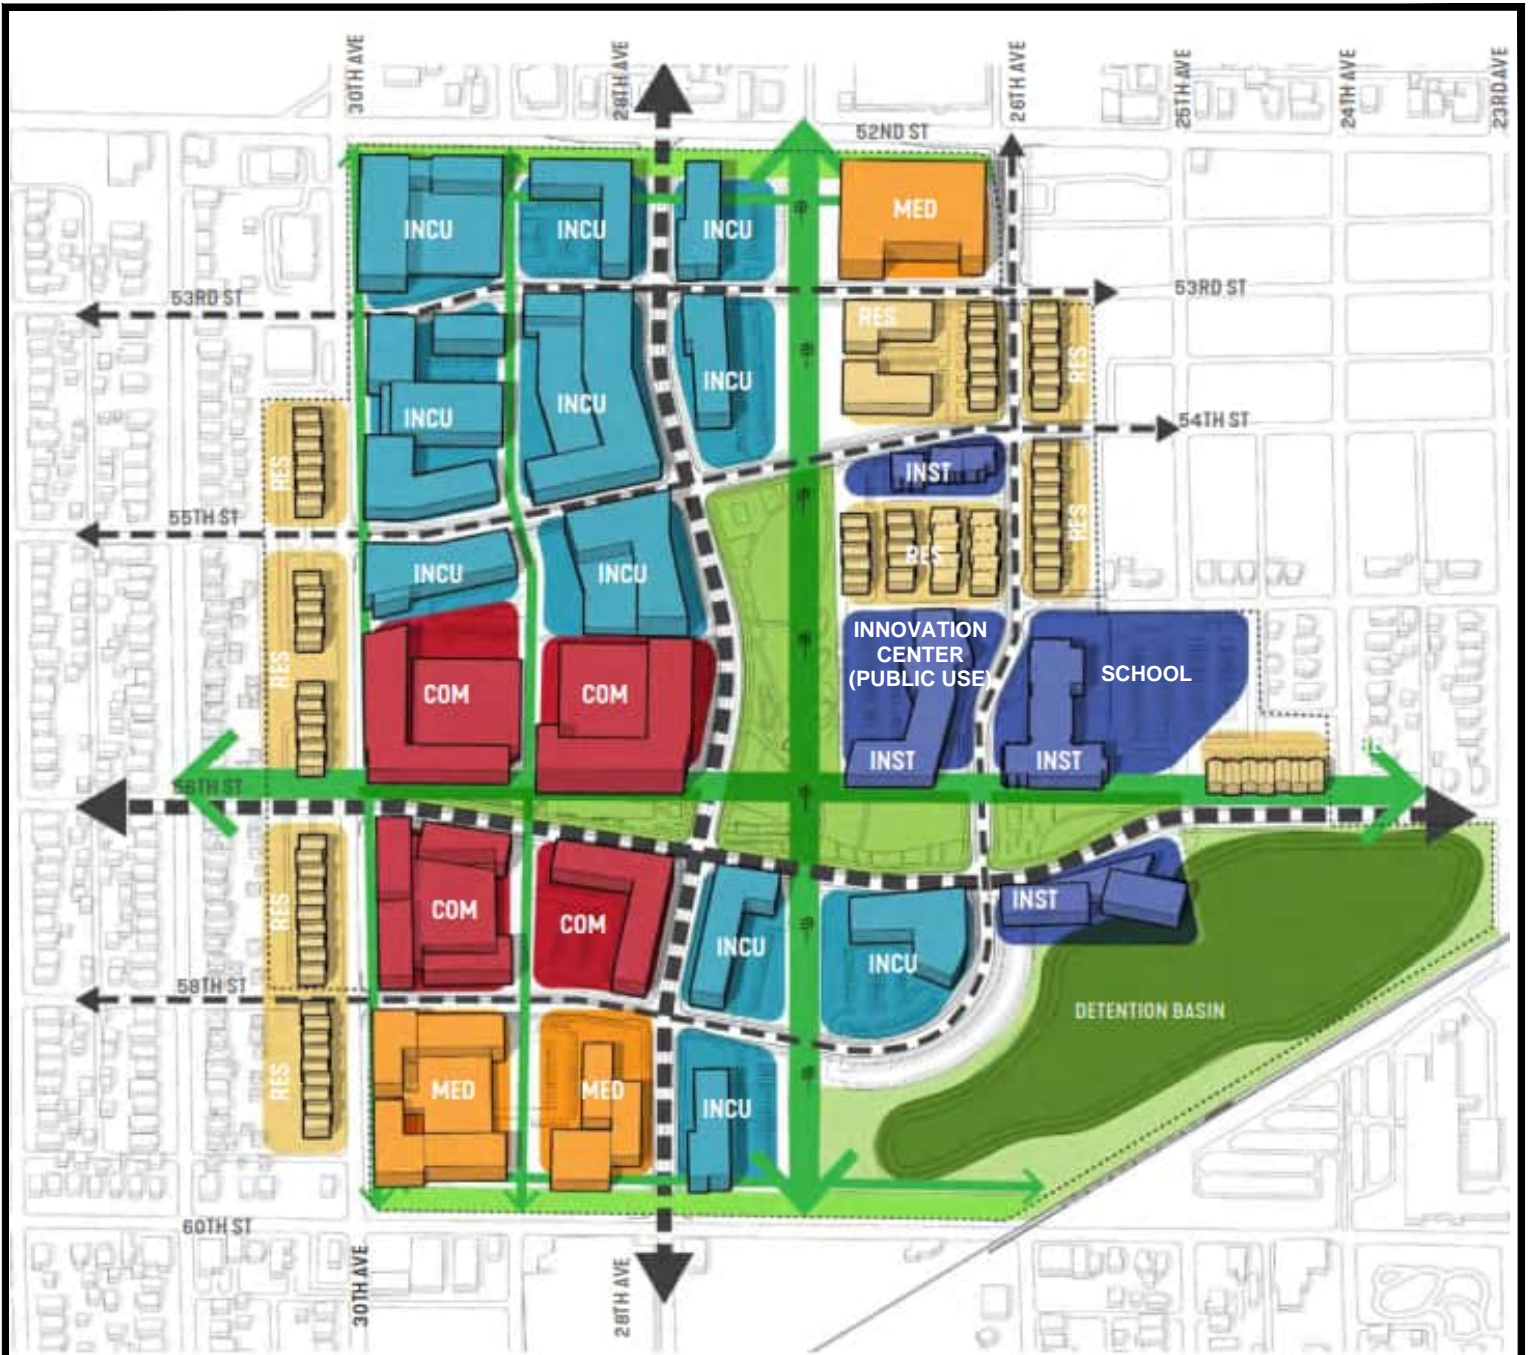 30TH AVE
28TH AVE
26TH AVE
25TH AVE
24TH AVE
23RD AVE
52ND ST
INCU
INCU
INCU
MED
53RD ST
53RD ST
RES
RES
INCU
INCU
INCU
54TH ST
RES
INST
55TH ST
RES
RES
INCU
INCU
INNOVATION
CENTER
(PUBLIC USE)
SCHOOL
RES
COM
COM
INST
INST
56TH ST
RES
COM
COM
INCU
INCU
INST
58TH ST
DETENTION BASIN
RES
MED
MED
INCU
60TH ST
30TH AVE
28TH AVE